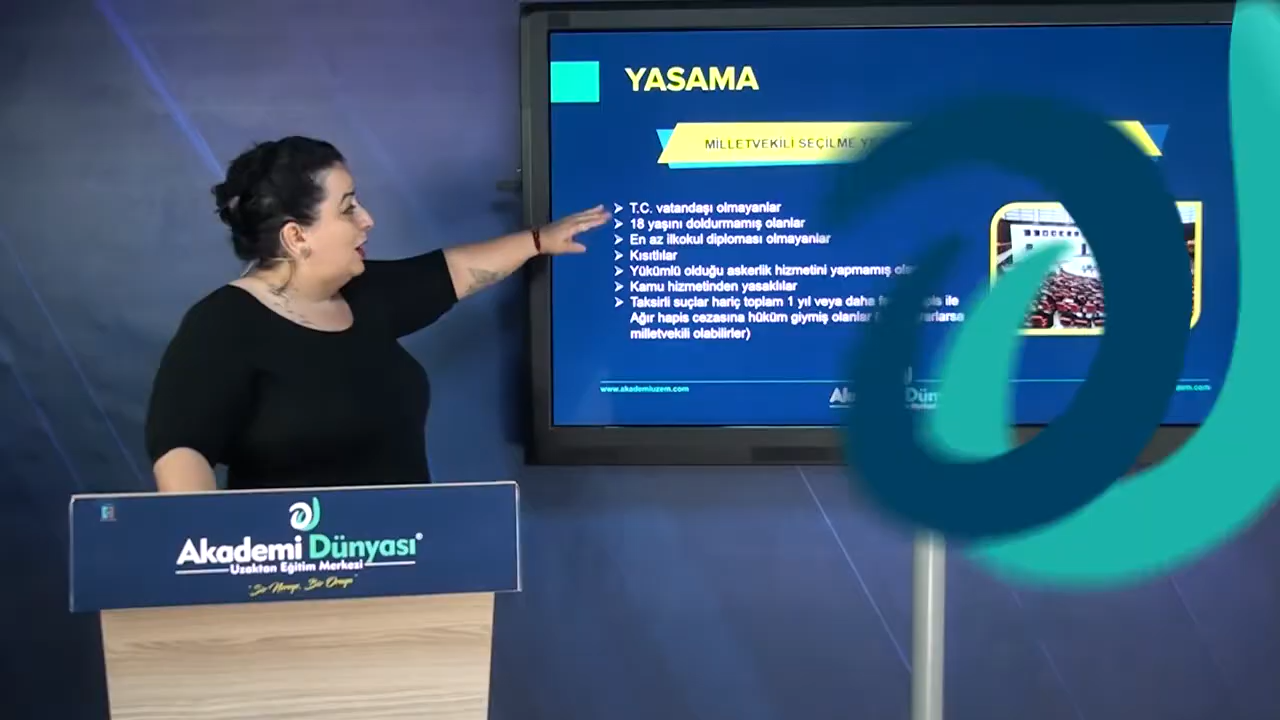 YASAMA
MİLLETVEKİLİ SEÇİLME
T.C. vatandaşı olmayanlar
18 yaşını doldurmamış olanlar
En az ilkokul diploması olmayanlar
Kısıtlılar
Yükümlü olduğu askerlik hizmetini yapmamış
Kamu hizmetinden yasaklılar
Taksirli suçlar hariç toplam 1 yıl veya daha ile
Ağır hapis cezasına hüküm giymiş olanlar
milletvekili olabilirler)
www.akademiuzem.com
Akademi Dünyası®
Uzaktan Eğitim Merkezi